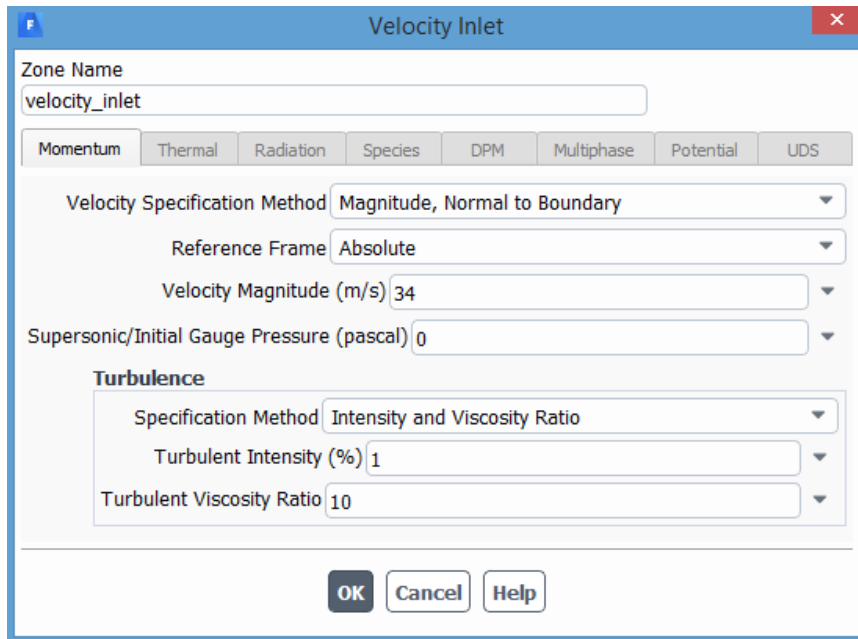 Velocity Inlet
Zone Name
velocity_inlet
Momentum Thermal Radiation Species DPM Multiphase Potential UDS
Velocity Specification Method Magnitude, Normal to Boundary
Reference Frame Absolute
Velocity Magnitude (m/s) 34
Supersonic/Initial Gauge Pressure (pascal) 0
Turbulence
Specification Method Intensity and Viscosity Ratio
Turbulent Intensity (%) 1
Turbulent Viscosity Ratio 10
OK Cancel Help